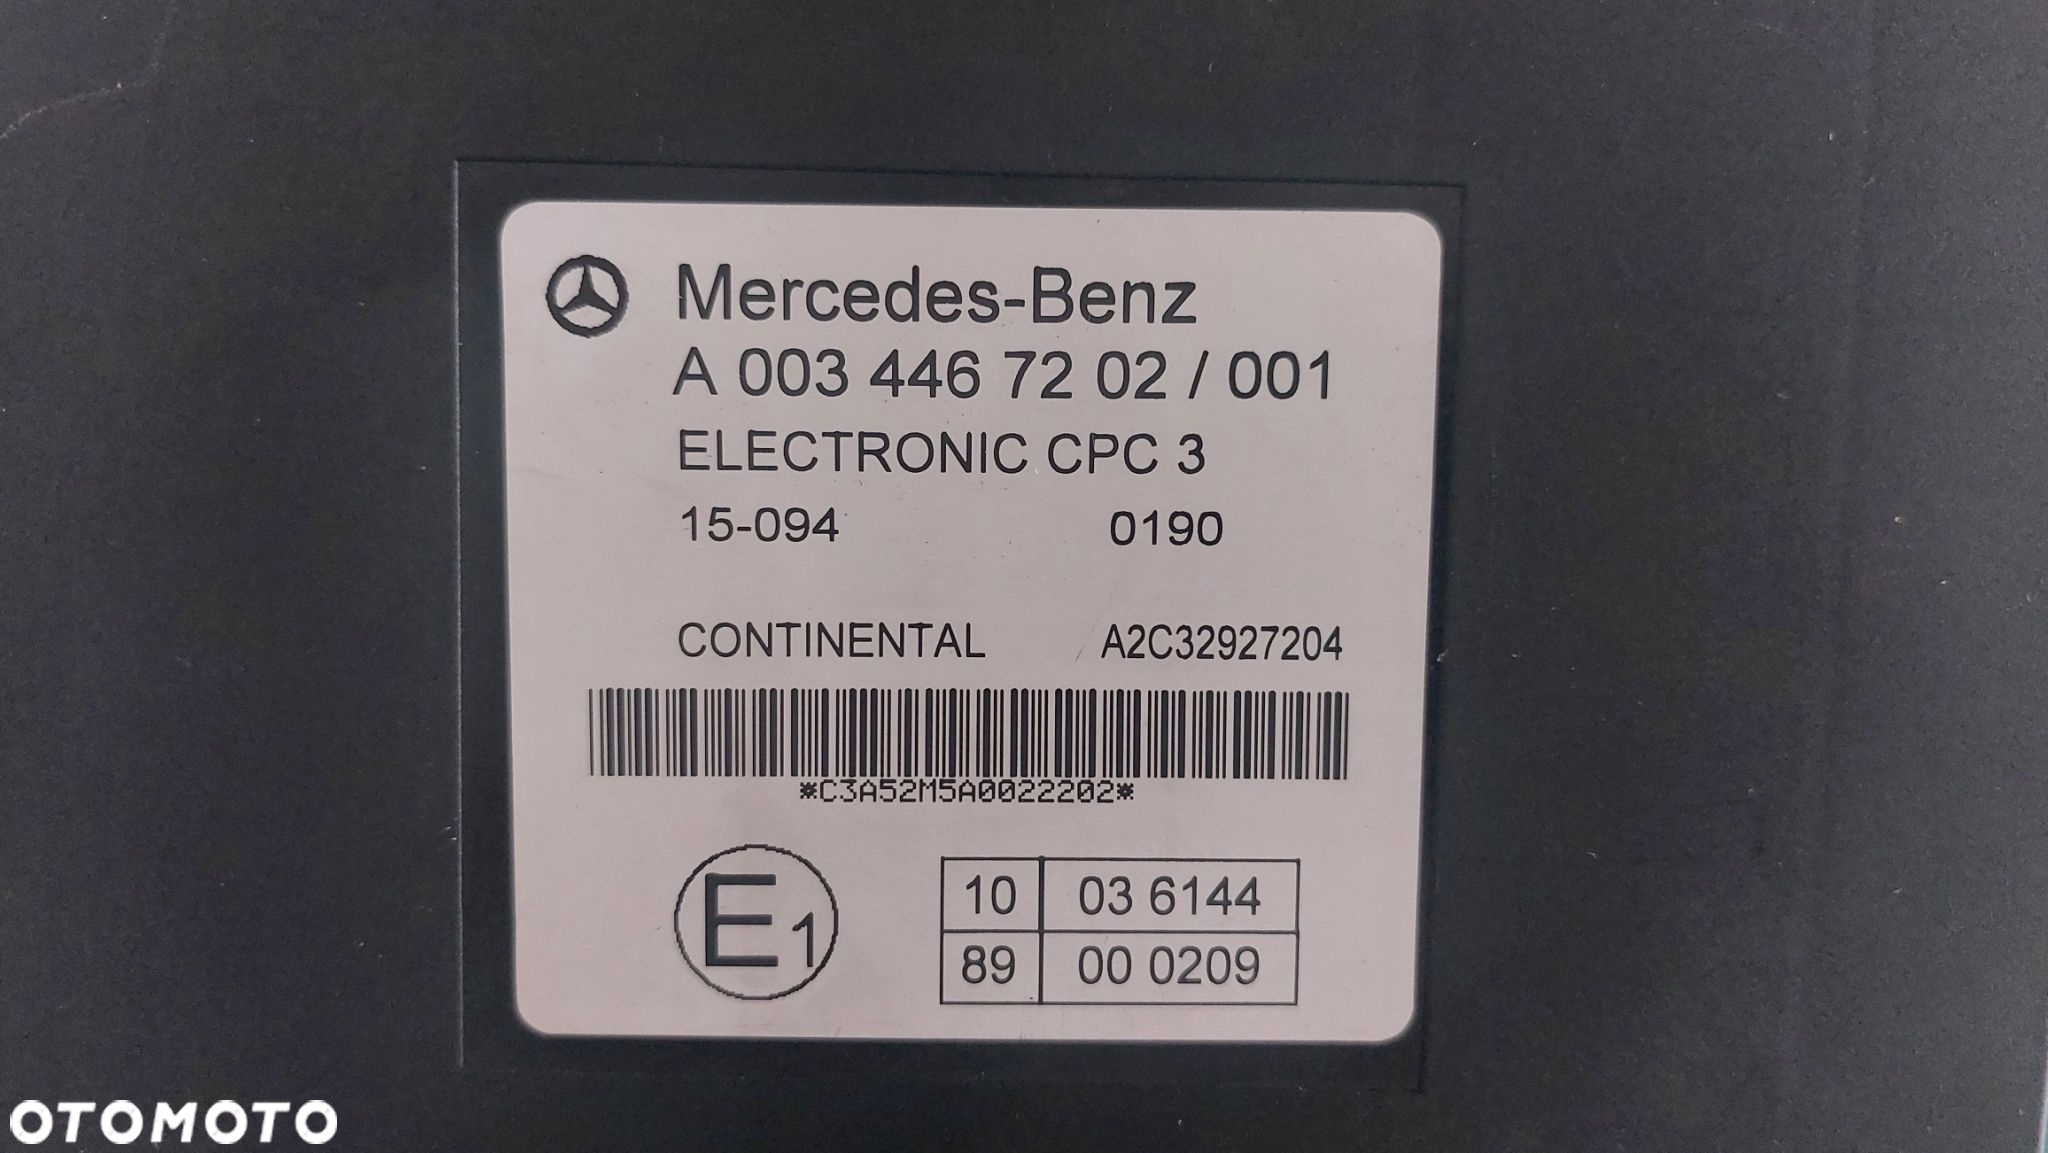 Mercedes-Benz
A 003 446 72 02 / 001
ELECTRONIC CPC 3
15-094 0190
CONTINENTAL A2C32927204
*C3A52M5A0022202*
E1
10 03 6144
89 00 0209
OTOMOTO